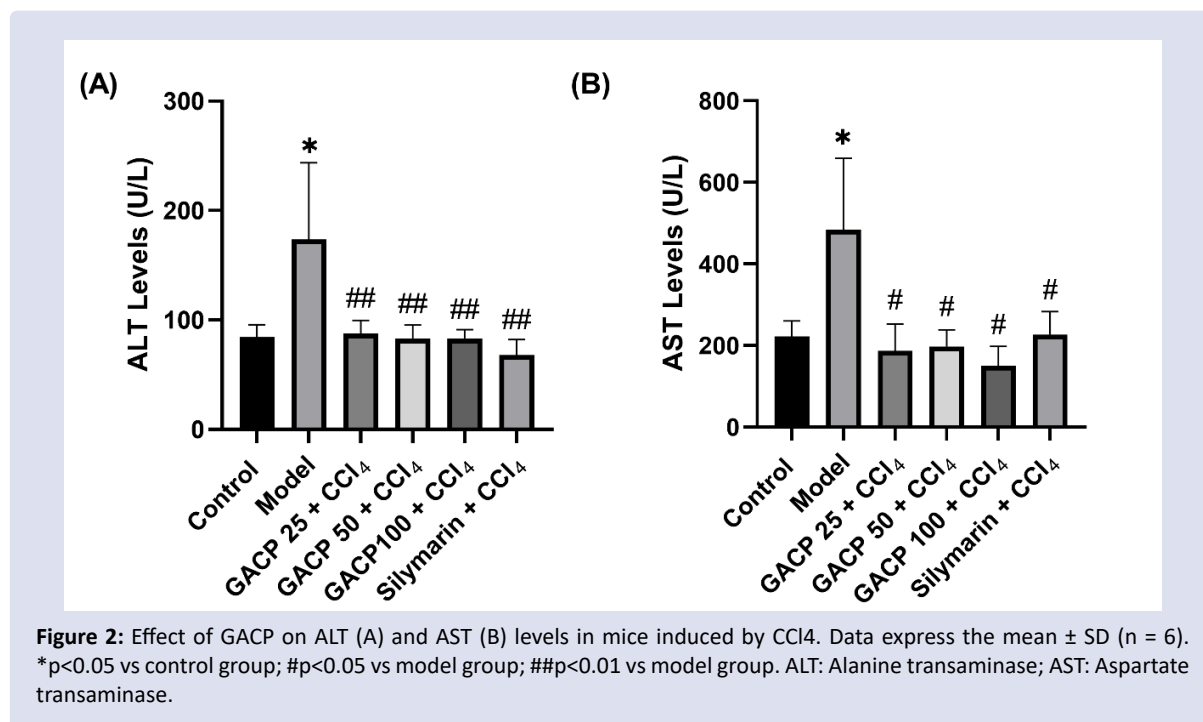 (A)
300
200
100
0
ALT Levels (U/L)
*
##
##
##
##
Control
Model
GACP 25 + CCl₄
GACP 50 + CCl₄
GACP100 + CCl₄
Silymarin + CCl₄
(B)
800
600
400
200
0
AST Levels (U/L)
*
#
#
#
#
Control
Model
GACP 25 + CCl₄
GACP 50 + CCl₄
GACP 100 + CCl₄
Silymarin + CCl₄
Figure 2: Effect of GACP on ALT (A) and AST (B) levels in mice induced by CCl4. Data express the mean ± SD (n = 6).
*p<0.05 vs control group; #p<0.05 vs model group; ##p<0.01 vs model group. ALT: Alanine transaminase; AST: Aspartate
transaminase.